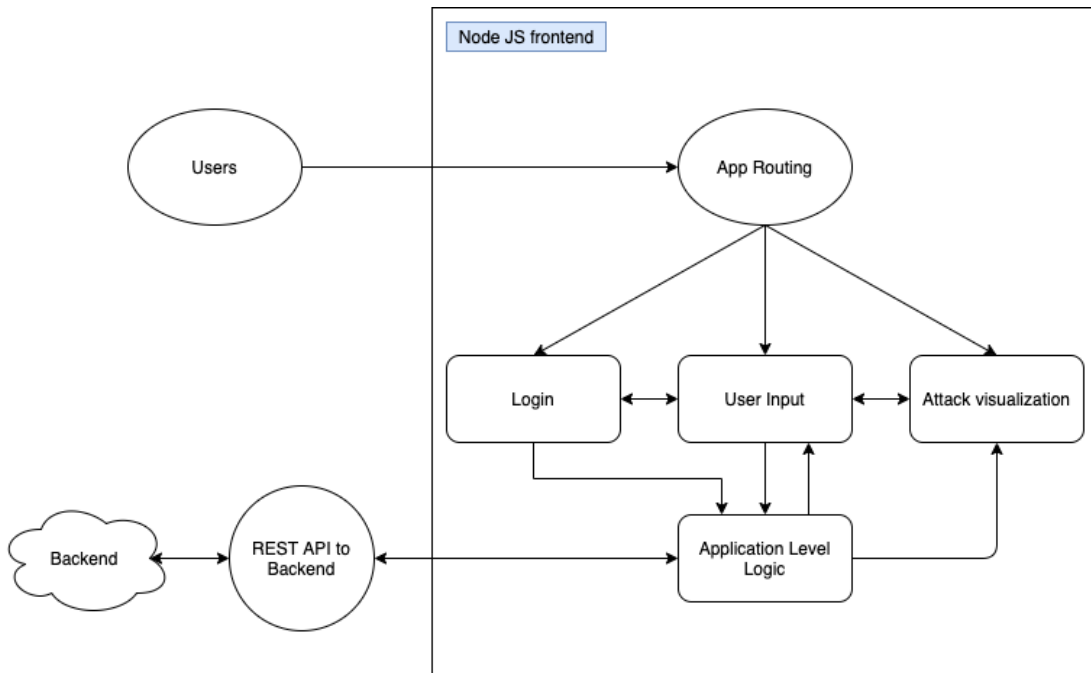 Node JS frontend
Users
App Routing
Login
User Input
Attack visualization
Backend
REST API to
Backend
Application Level
Logic